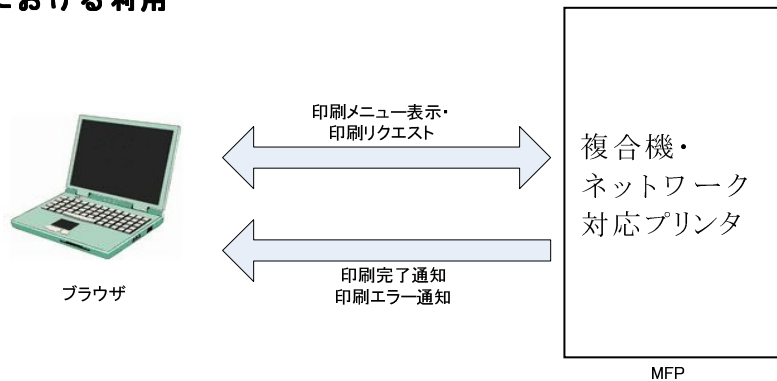 における利用
印刷メニュー表示・
印刷リクエスト
複合機・
ネットワーク
対応プリンタ
印刷完了通知
印刷エラー通知
ブラウザ
MFP